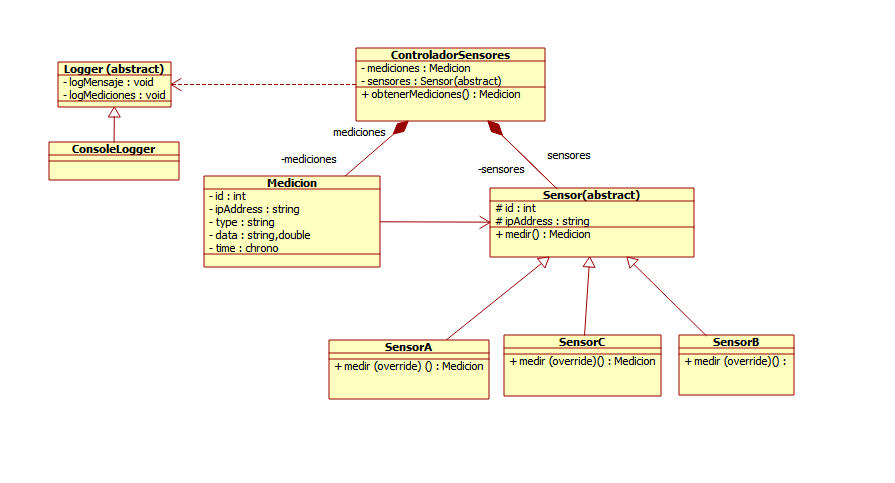 ControladorSensores
- mediciones : Medicion
- sensores : Sensor(abstract)
+ obtenerMediciones() : Medicion
Logger (abstract)
- logMensaje : void
- logMediciones : void
ConsoleLogger
mediciones
-mediciones
sensores
-sensores
Medicion
- id : int
- ipAddress : string
- type : string
- data : string,double
- time : chrono
Sensor(abstract)
# id : int
# ipAddress : string
+ medir() : Medicion
SensorA
+ medir (override) () : Medicion
SensorC
+ medir (override)() : Medicion
SensorB
+ medir (override)() :